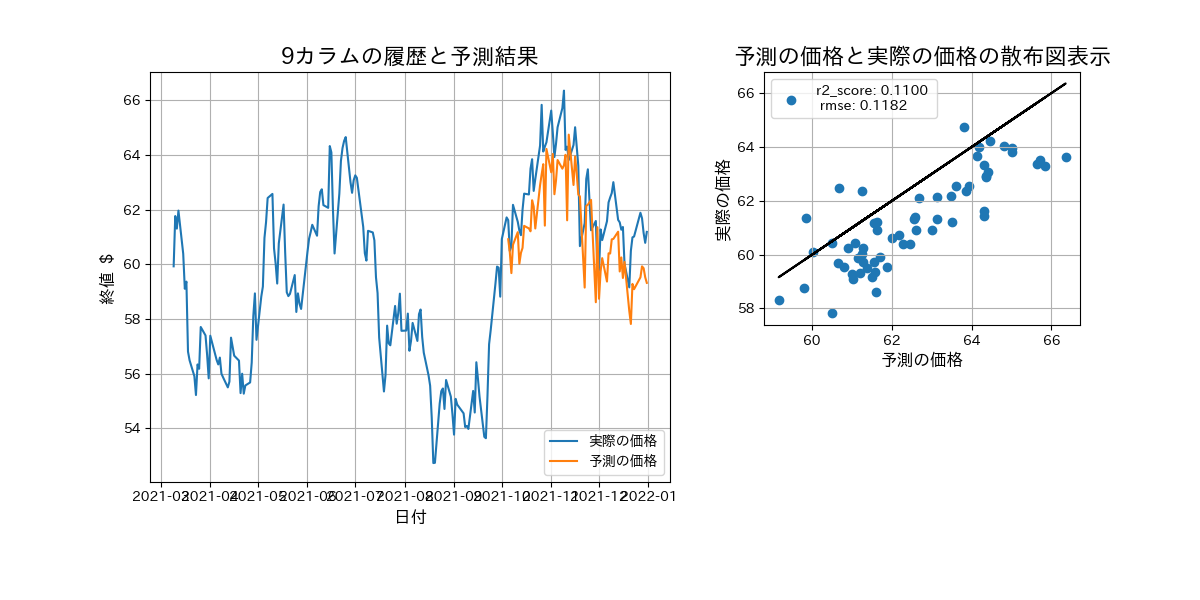 9カラムの履歴と予測結果
終値 $
66
64
62
60
58
56
54
実際の価格
予測の価格
2021-03
2021-04
2021-05
2021-06
2021-07
2021-08
2021-09
2021-10
2021-11
2021-12
2022-01
日付
予測の価格と実際の価格の散布図表示
実際の価格
66
64
62
60
58
r2_score: 0.1100
rmse: 0.1182
60
62
64
66
予測の価格